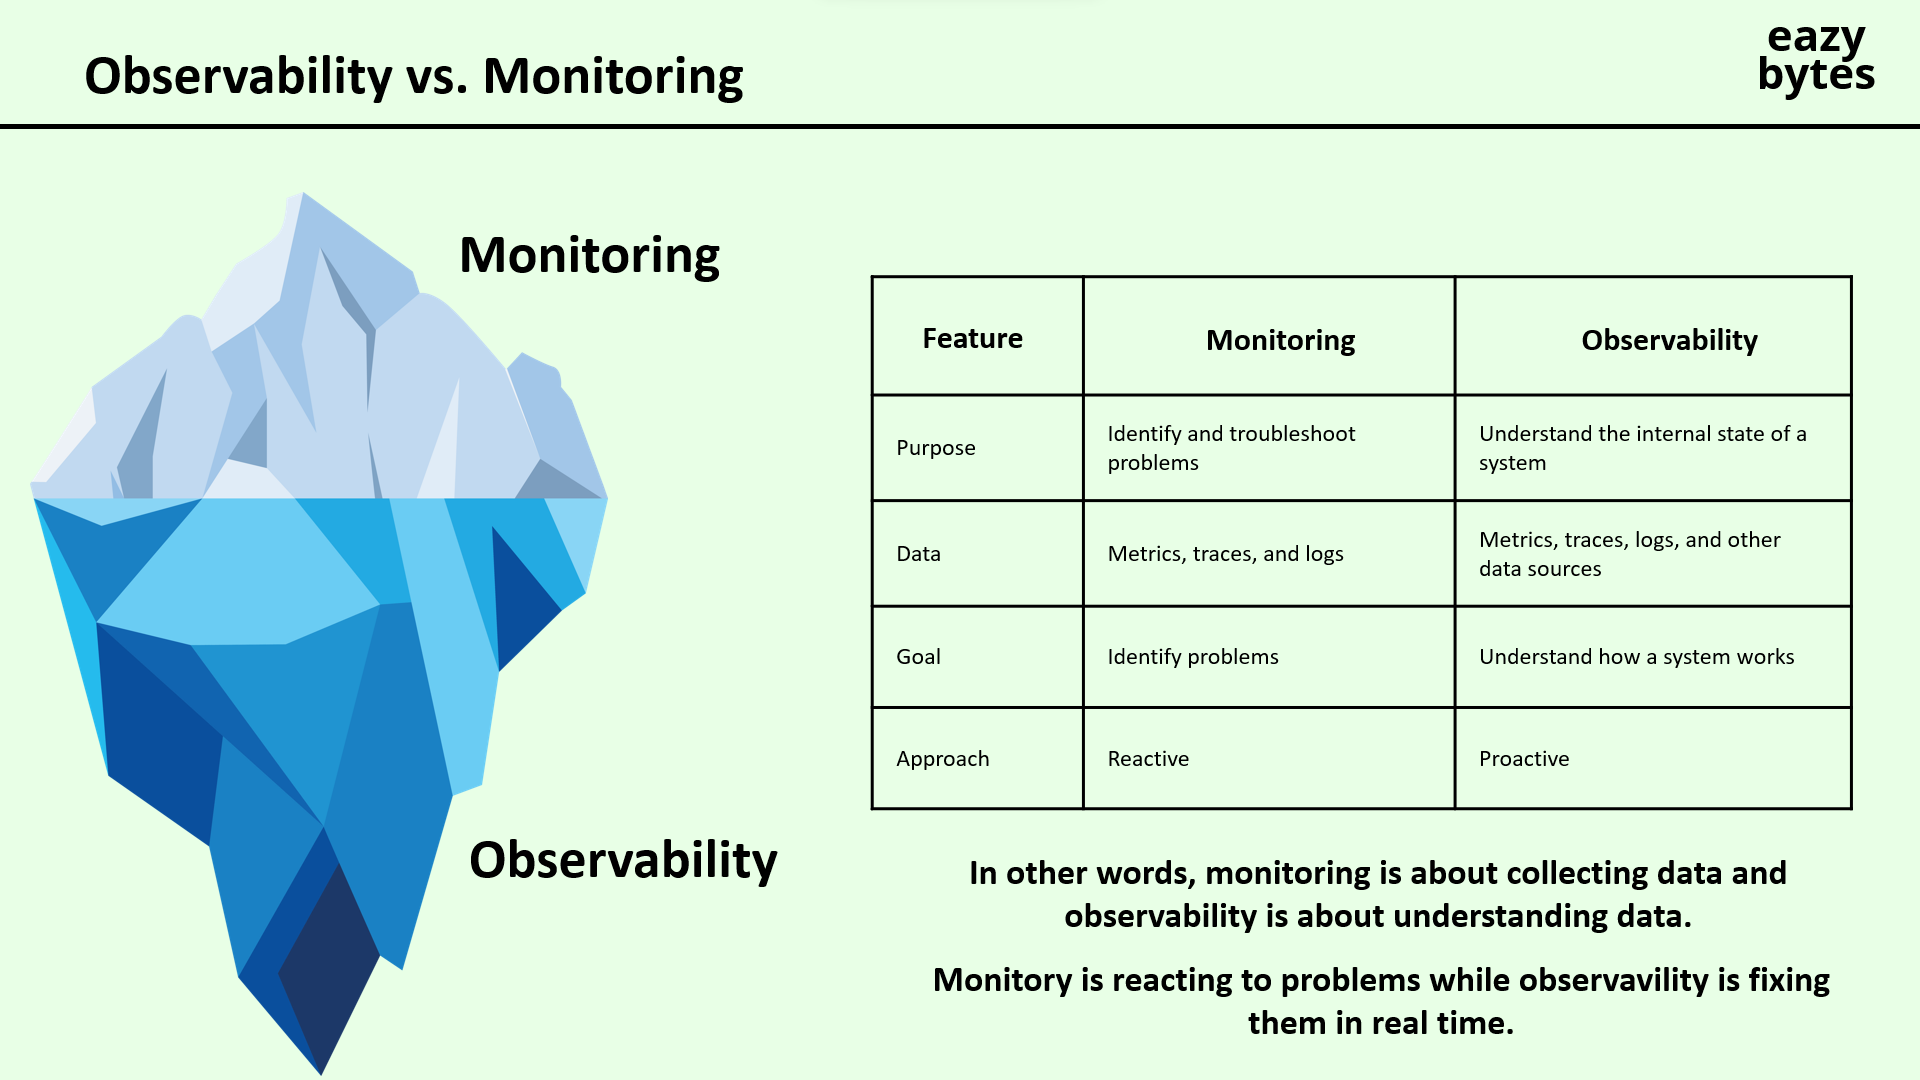 Observability vs. Monitoring
eazy
bytes
Monitoring
Observability
Feature
Monitoring
Observability
Purpose
Identify and troubleshoot
problems
Understand the internal state of a
system
Data
Metrics, traces, and logs
Metrics, traces, logs, and other
data sources
Goal
Identify problems
Understand how a system works
Approach
Reactive
Proactive
In other words, monitoring is about collecting data and
observability is about understanding data.
Monitory is reacting to problems while observavility is fixing
them in real time.